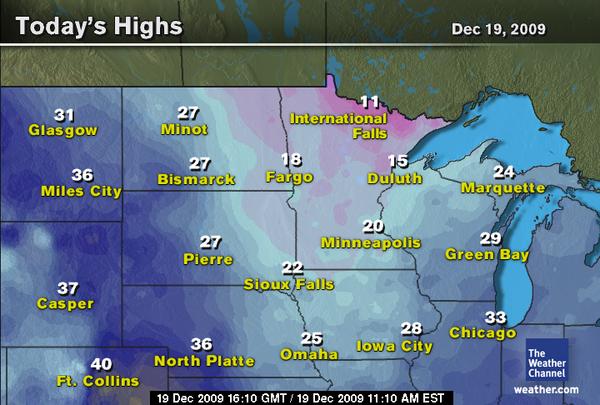 Today's Highs
Dec 19, 2009
11
International
Falls
31
Glasgow
27
Minot
36
Miles City
27
Bismarck
18
Fargo
15
Duluth
24
Marquette
27
Pierre
20
Minneapolis
29
Green Bay
22
Sioux Falls
37
Casper
33
Chicago
36
North Platte
25
Omaha
28
Iowa City
40
Ft. Collins
The
Weather
Channel
weather.com
19 Dec 2009 16:10 GMT / 19 Dec 2009 11:10 AM EST